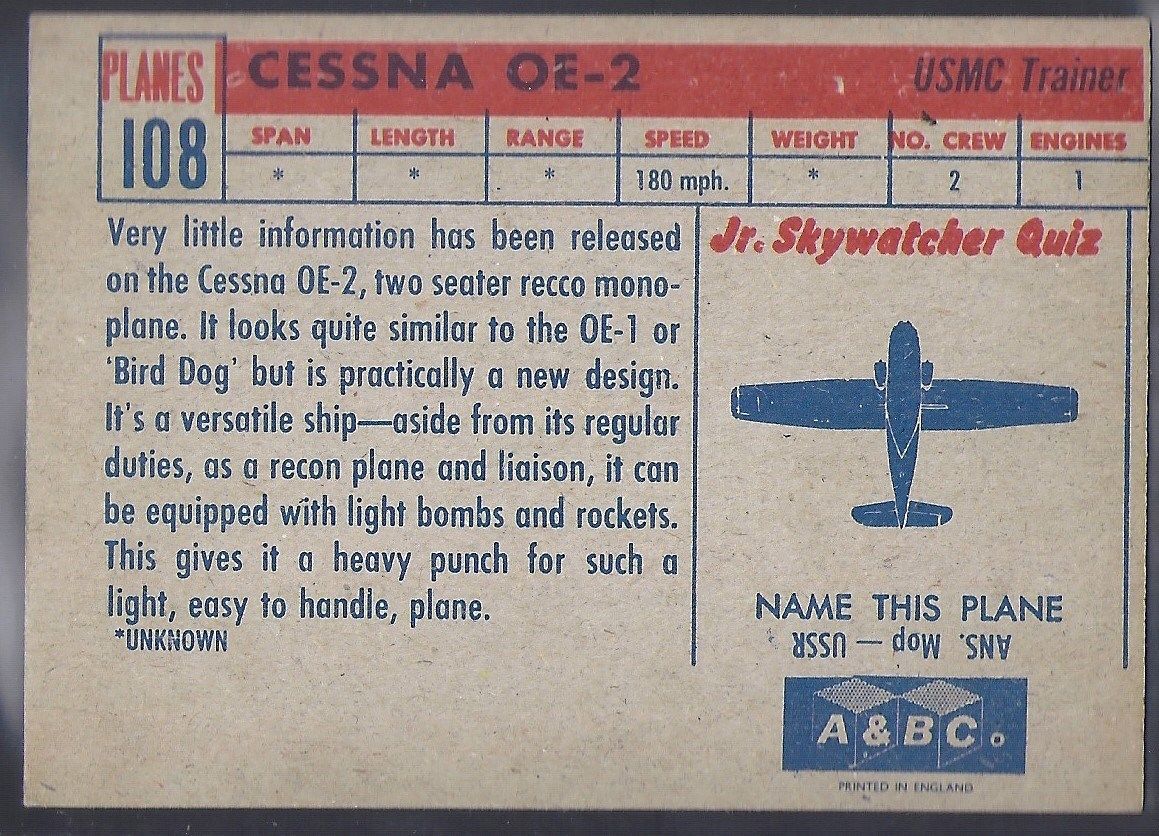 PLANES
108
CESSNA OE-2 USMC Trainer
SPAN LENGTH RANGE SPEED WEIGHT NO. CREW ENGINES
* * * 180 mph. * 2 1
Very little information has been released
on the Cessna OE-2, two seater recco mono-
plane. It looks quite similar to the OE-1 or
'Bird Dog' but is practically a new design.
It's a versatile ship—aside from its regular
duties, as a recon plane and liaison, it can
be equipped with light bombs and rockets.
This gives it a heavy punch for such a
light, easy to handle, plane.
*UNKNOWN
Jr. Skywatcher Quiz
NAME THIS PLANE
ANS. Mop — USSR
A & B C o
PRINTED IN ENGLAND